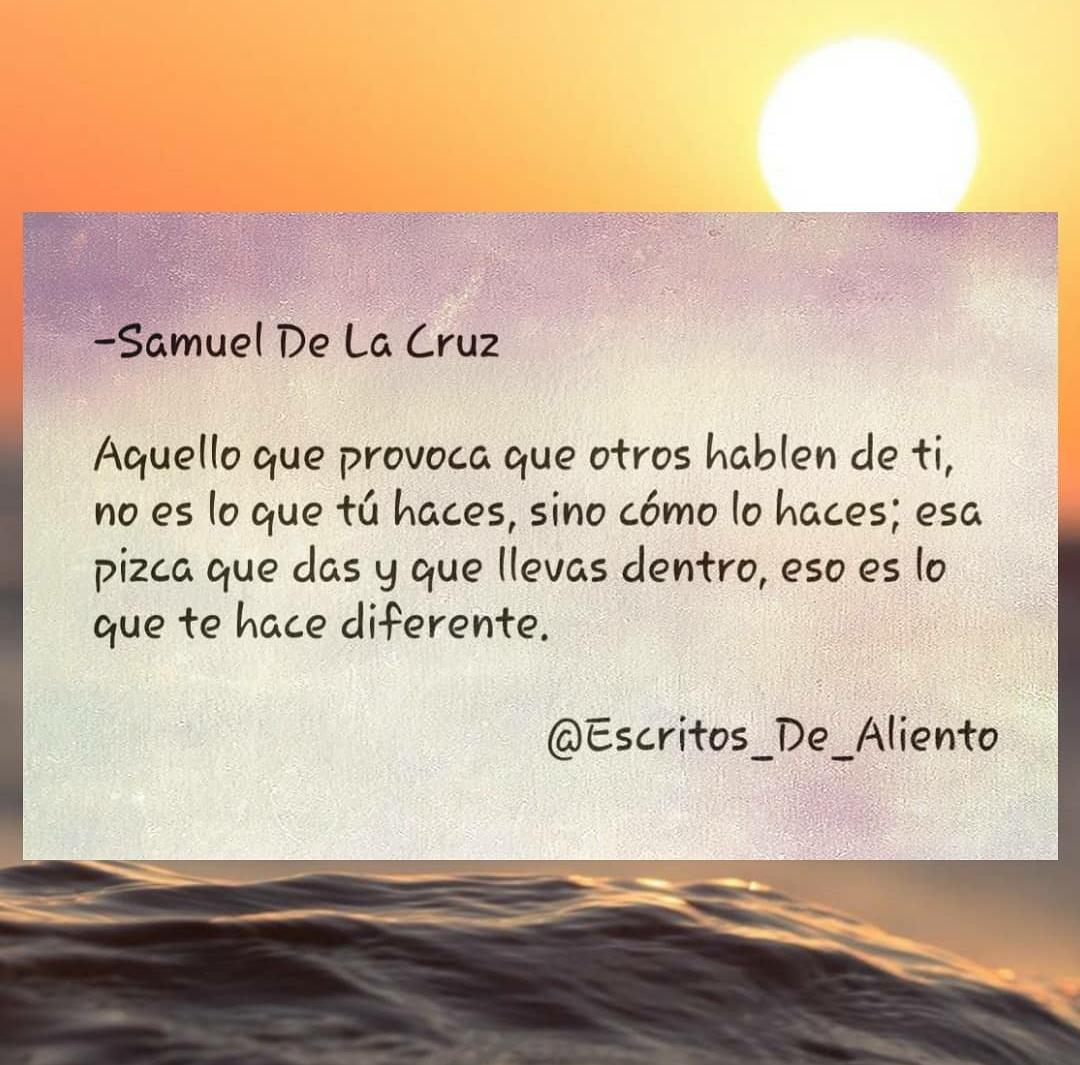 -Samuel De La Cruz
Aquello que provoca que otros hablen de ti,
no es lo que tú haces, sino cómo lo haces; esa
pizca que das y que llevas dentro, eso es lo
que te hace diferente.
@Escritos_De_Aliento